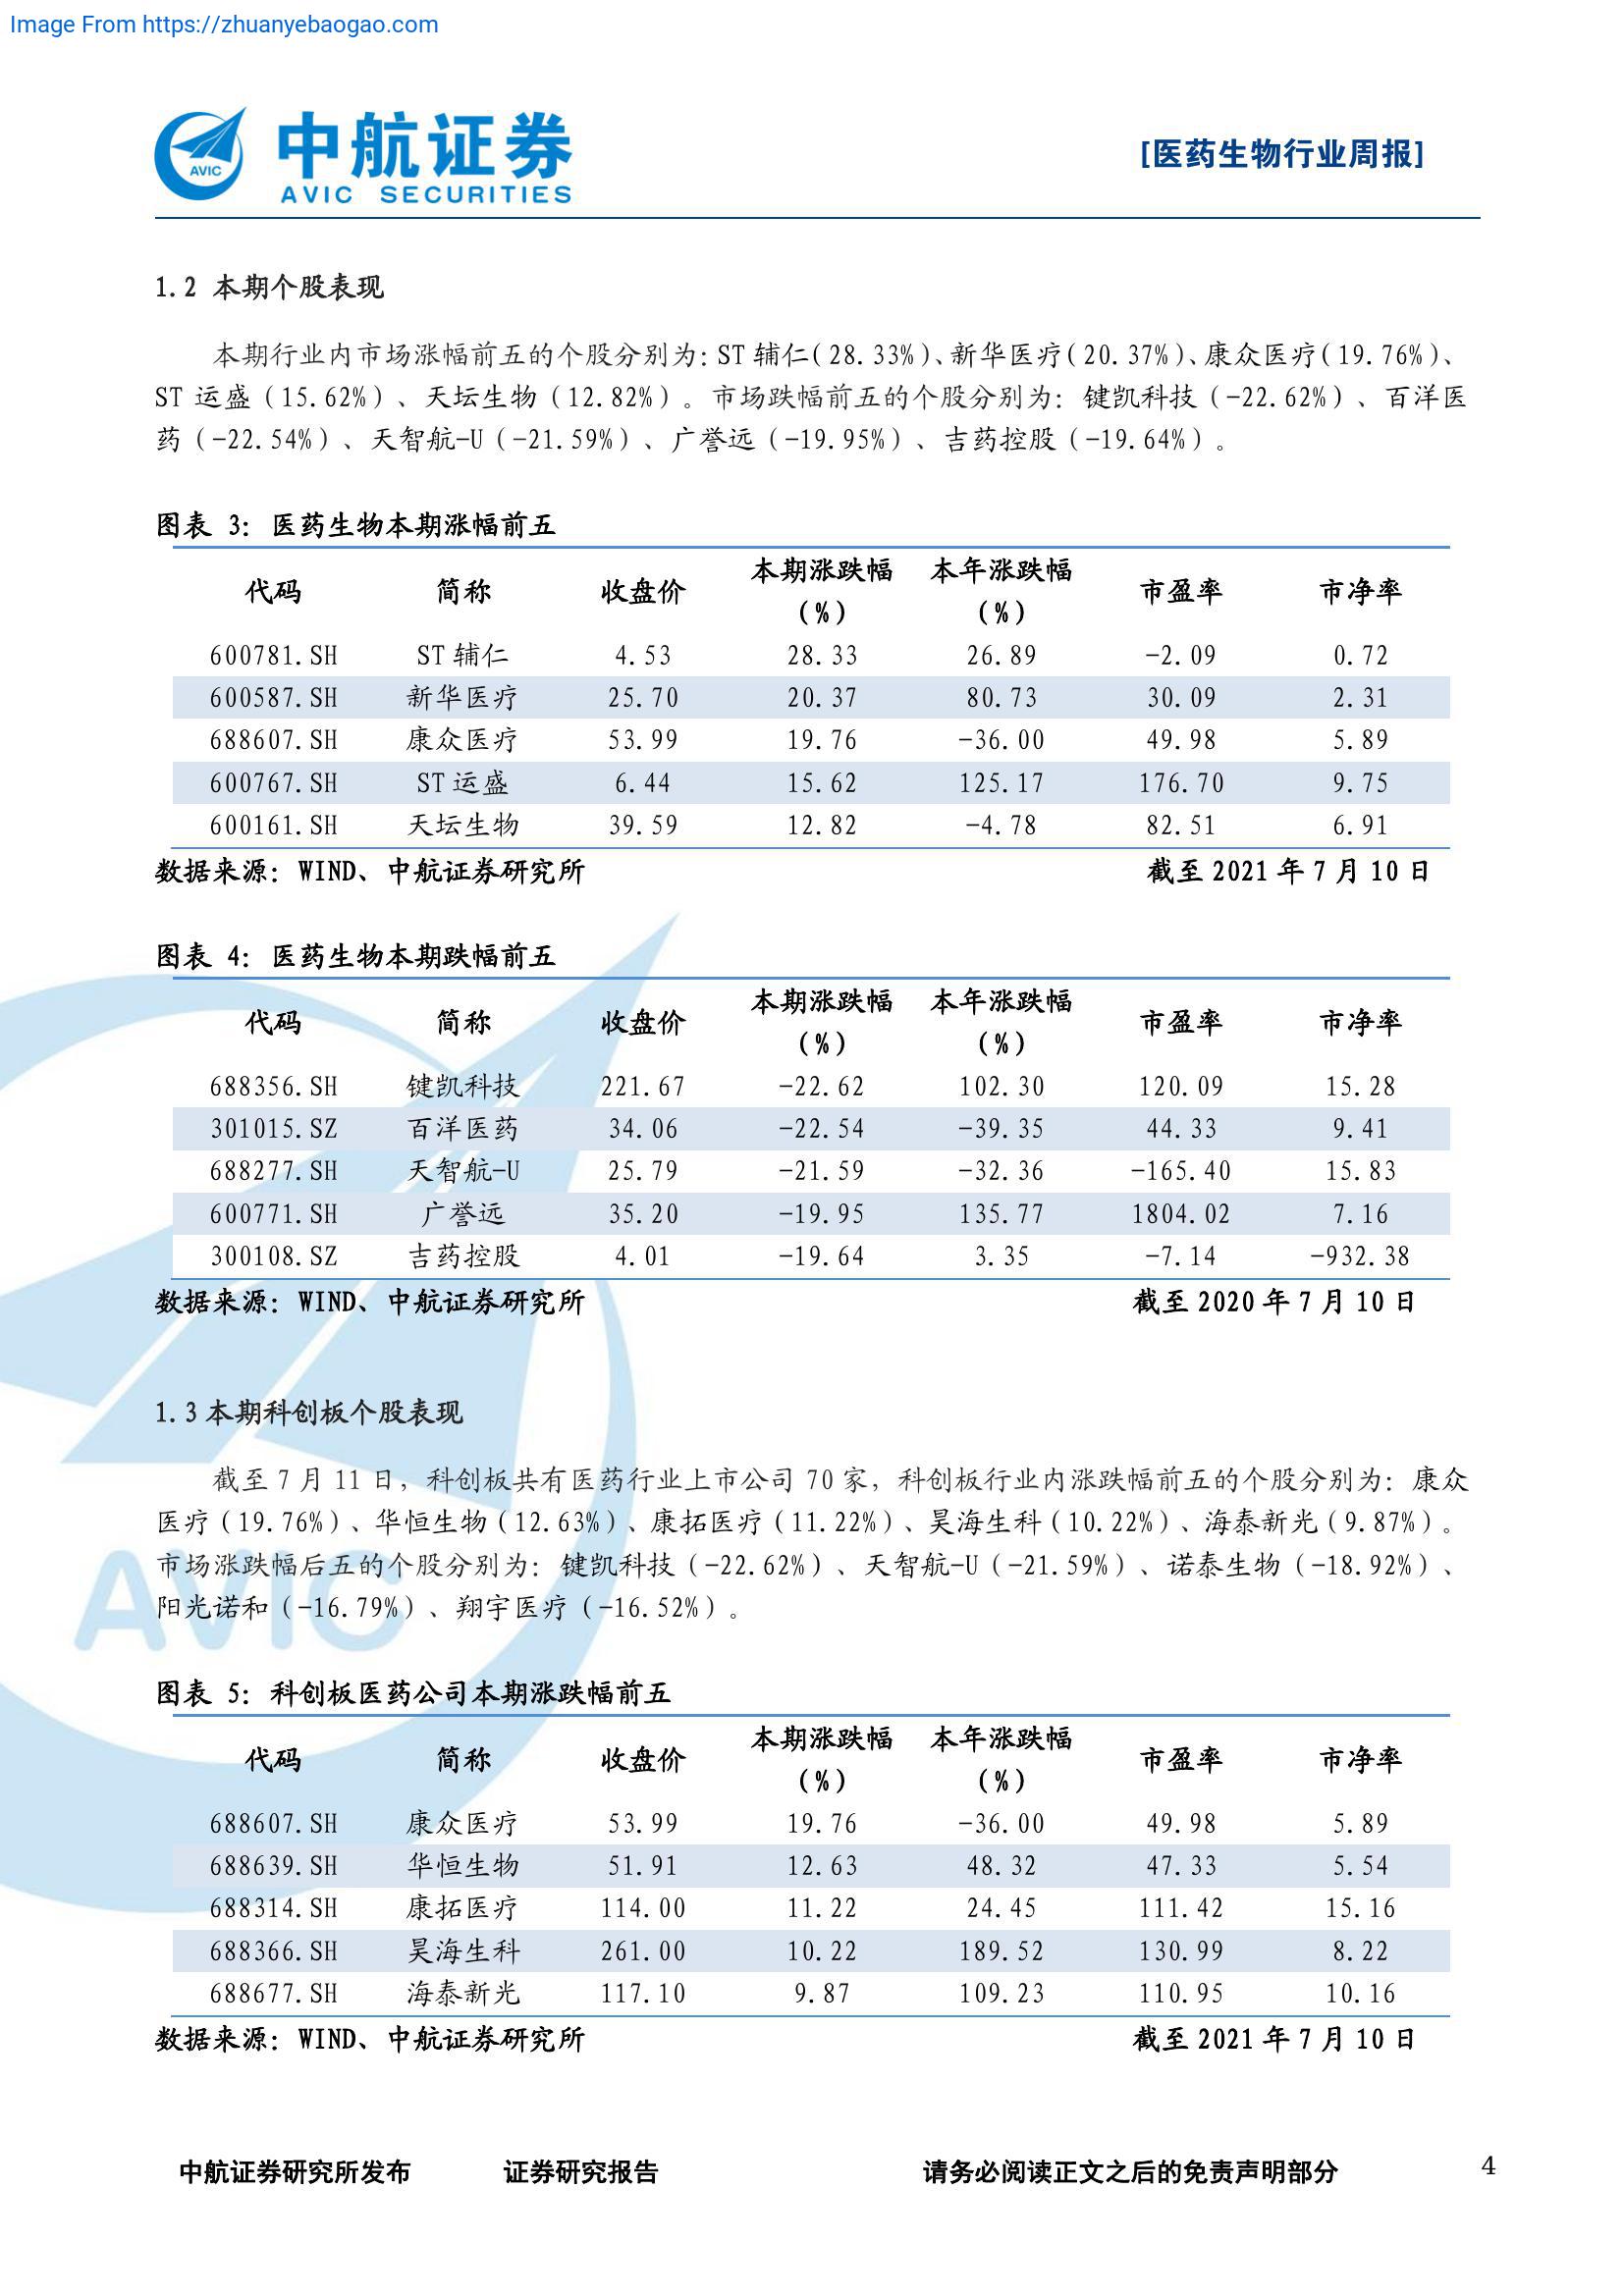 Image From https://zhuanyebaogao.com
中航证券
AVIC SECURITIES
AVIC
[医药生物行业周报]
1.2 本期个股表现
本期行业内市场涨幅前五的个股分别为：ST 辅仁（28.33%）、新华医疗（20.37%）、康众医疗（19.76%）、
ST 运盛（15.62%）、天坛生物（12.82%）。市场跌幅前五的个股分别为：键凯科技（-22.62%）、百洋医
药（-22.54%）、天智航-U（-21.59%）、广誉远（-19.95%）、吉药控股（-19.64%）。
图表 3：医药生物本期涨幅前五
代码 简称 收盘价 本期涨跌幅（%） 本年涨跌幅（%） 市盈率 市净率
600781.SH ST 辅仁 4.53 28.33 26.89 -2.09 0.72
600587.SH 新华医疗 25.70 20.37 80.73 30.09 2.31
688607.SH 康众医疗 53.99 19.76 -36.00 49.98 5.89
600767.SH ST 运盛 6.44 15.62 125.17 176.70 9.75
600161.SH 天坛生物 39.59 12.82 -4.78 82.51 6.91
数据来源：WIND、中航证券研究所 截至 2021 年 7 月 10 日
图表 4：医药生物本期跌幅前五
代码 简称 收盘价 本期涨跌幅（%） 本年涨跌幅（%） 市盈率 市净率
688356.SH 键凯科技 221.67 -22.62 102.30 120.09 15.28
301015.SZ 百洋医药 34.06 -22.54 -39.35 44.33 9.41
688277.SH 天智航-U 25.79 -21.59 -32.36 -165.40 15.83
600771.SH 广誉远 35.20 -19.95 135.77 1804.02 7.16
300108.SZ 吉药控股 4.01 -19.64 3.35 -7.14 -932.38
数据来源：WIND、中航证券研究所 截至 2020 年 7 月 10 日
1.3 本期科创板个股表现
截至 7 月 11 日，科创板共有医药行业上市公司 70 家，科创板行业内涨跌幅前五的个股分别为：康众
医疗（19.76%）、华恒生物（12.63%）、康拓医疗（11.22%）、昊海生科（10.22%）、海泰新光（9.87%）。
市场涨跌幅后五的个股分别为：键凯科技（-22.62%）、天智航-U（-21.59%）、诺泰生物（-18.92%）、
阳光诺和（-16.79%）、翔宇医疗（-16.52%）。
AVIC
图表 5：科创板医药公司本期涨跌幅前五
代码 简称 收盘价 本期涨跌幅（%） 本年涨跌幅（%） 市盈率 市净率
688607.SH 康众医疗 53.99 19.76 -36.00 49.98 5.89
688639.SH 华恒生物 51.91 12.63 48.32 47.33 5.54
688314.SH 康拓医疗 114.00 11.22 24.45 111.42 15.16
688366.SH 昊海生科 261.00 10.22 189.52 130.99 8.22
688677.SH 海泰新光 117.10 9.87 109.23 110.95 10.16
数据来源：WIND、中航证券研究所 截至 2021 年 7 月 10 日
中航证券研究所发布 证券研究报告 请务必阅读正文之后的免责声明部分 4